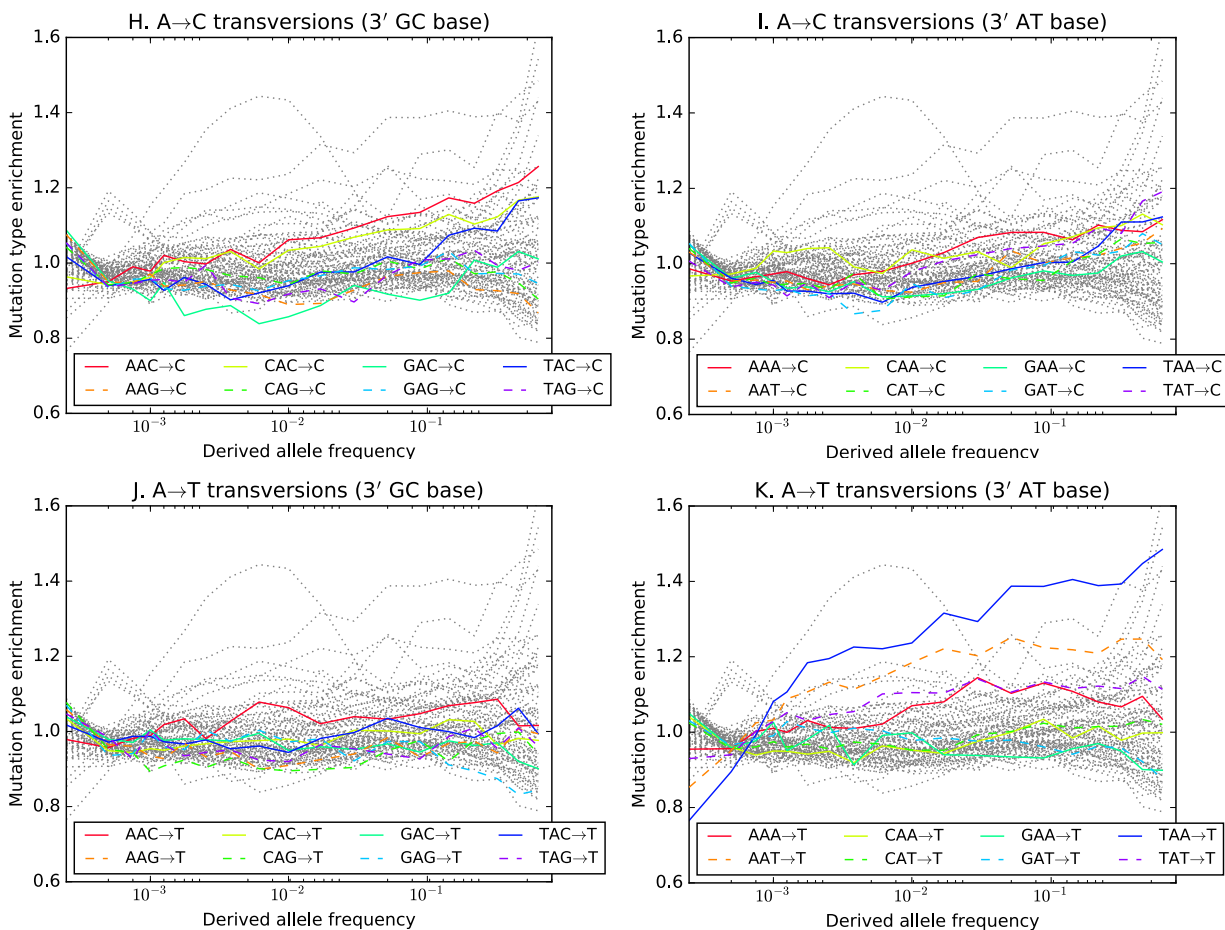 H. A→C transversions (3′ GC base)
Mutation type enrichment
1.6
1.4
1.2
1.0
0.8
0.6
AAC→C CAC→C GAC→C TAC→C
AAG→C CAG→C GAG→C TAG→C
10⁻³ 10⁻² 10⁻¹
Derived allele frequency
I. A→C transversions (3′ AT base)
Mutation type enrichment
1.6
1.4
1.2
1.0
0.8
0.6
AAA→C CAA→C GAA→C TAA→C
AAT→C CAT→C GAT→C TAT→C
10⁻³ 10⁻² 10⁻¹
Derived allele frequency
J. A→T transversions (3′ GC base)
Mutation type enrichment
1.6
1.4
1.2
1.0
0.8
0.6
AAC→T CAC→T GAC→T TAC→T
AAG→T CAG→T GAG→T TAG→T
10⁻³ 10⁻² 10⁻¹
Derived allele frequency
K. A→T transversions (3′ AT base)
Mutation type enrichment
1.6
1.4
1.2
1.0
0.8
0.6
AAA→T CAA→T GAA→T TAA→T
AAT→T CAT→T GAT→T TAT→T
10⁻³ 10⁻² 10⁻¹
Derived allele frequency